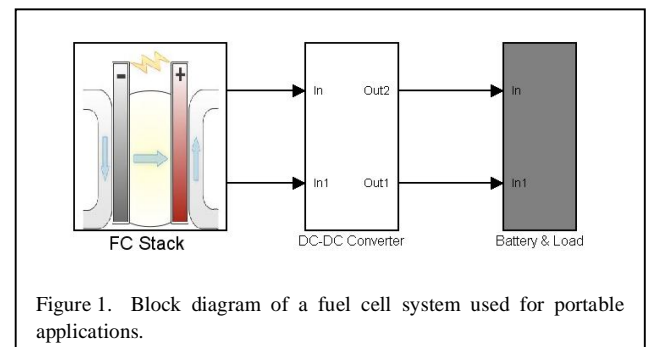 - +
In Out2 In
In1 Out1 In1
FC Stack DC-DC Converter Battery & Load
Figure 1. Block diagram of a fuel cell system used for portable
applications.